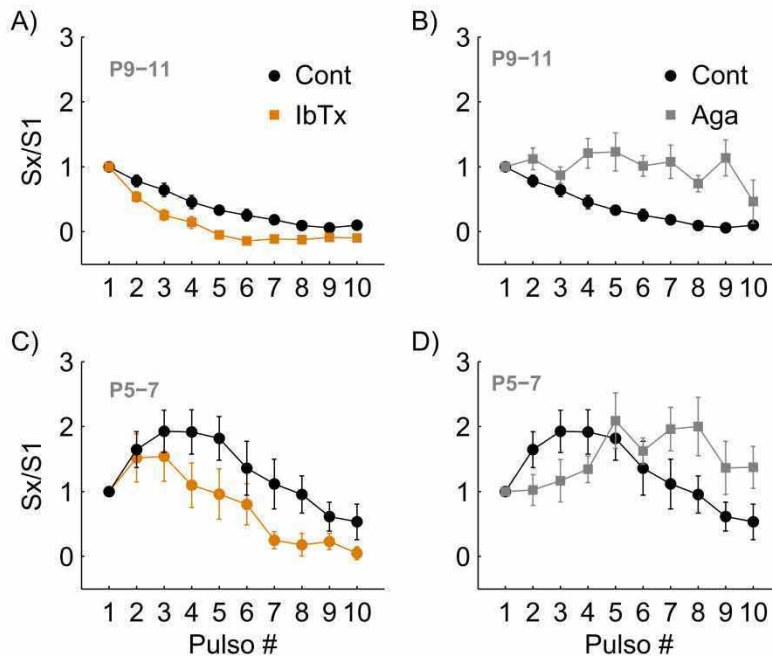 A)
P9-11
Cont
IbTx
Sx/S1
3
2
1
0
1 2 3 4 5 6 7 8 9 10
B)
P9-11
Cont
Aga
3
2
1
0
1 2 3 4 5 6 7 8 9 10
C)
P5-7
Sx/S1
3
2
1
0
1 2 3 4 5 6 7 8 9 10
Pulso #
D)
P5-7
3
2
1
0
1 2 3 4 5 6 7 8 9 10
Pulso #